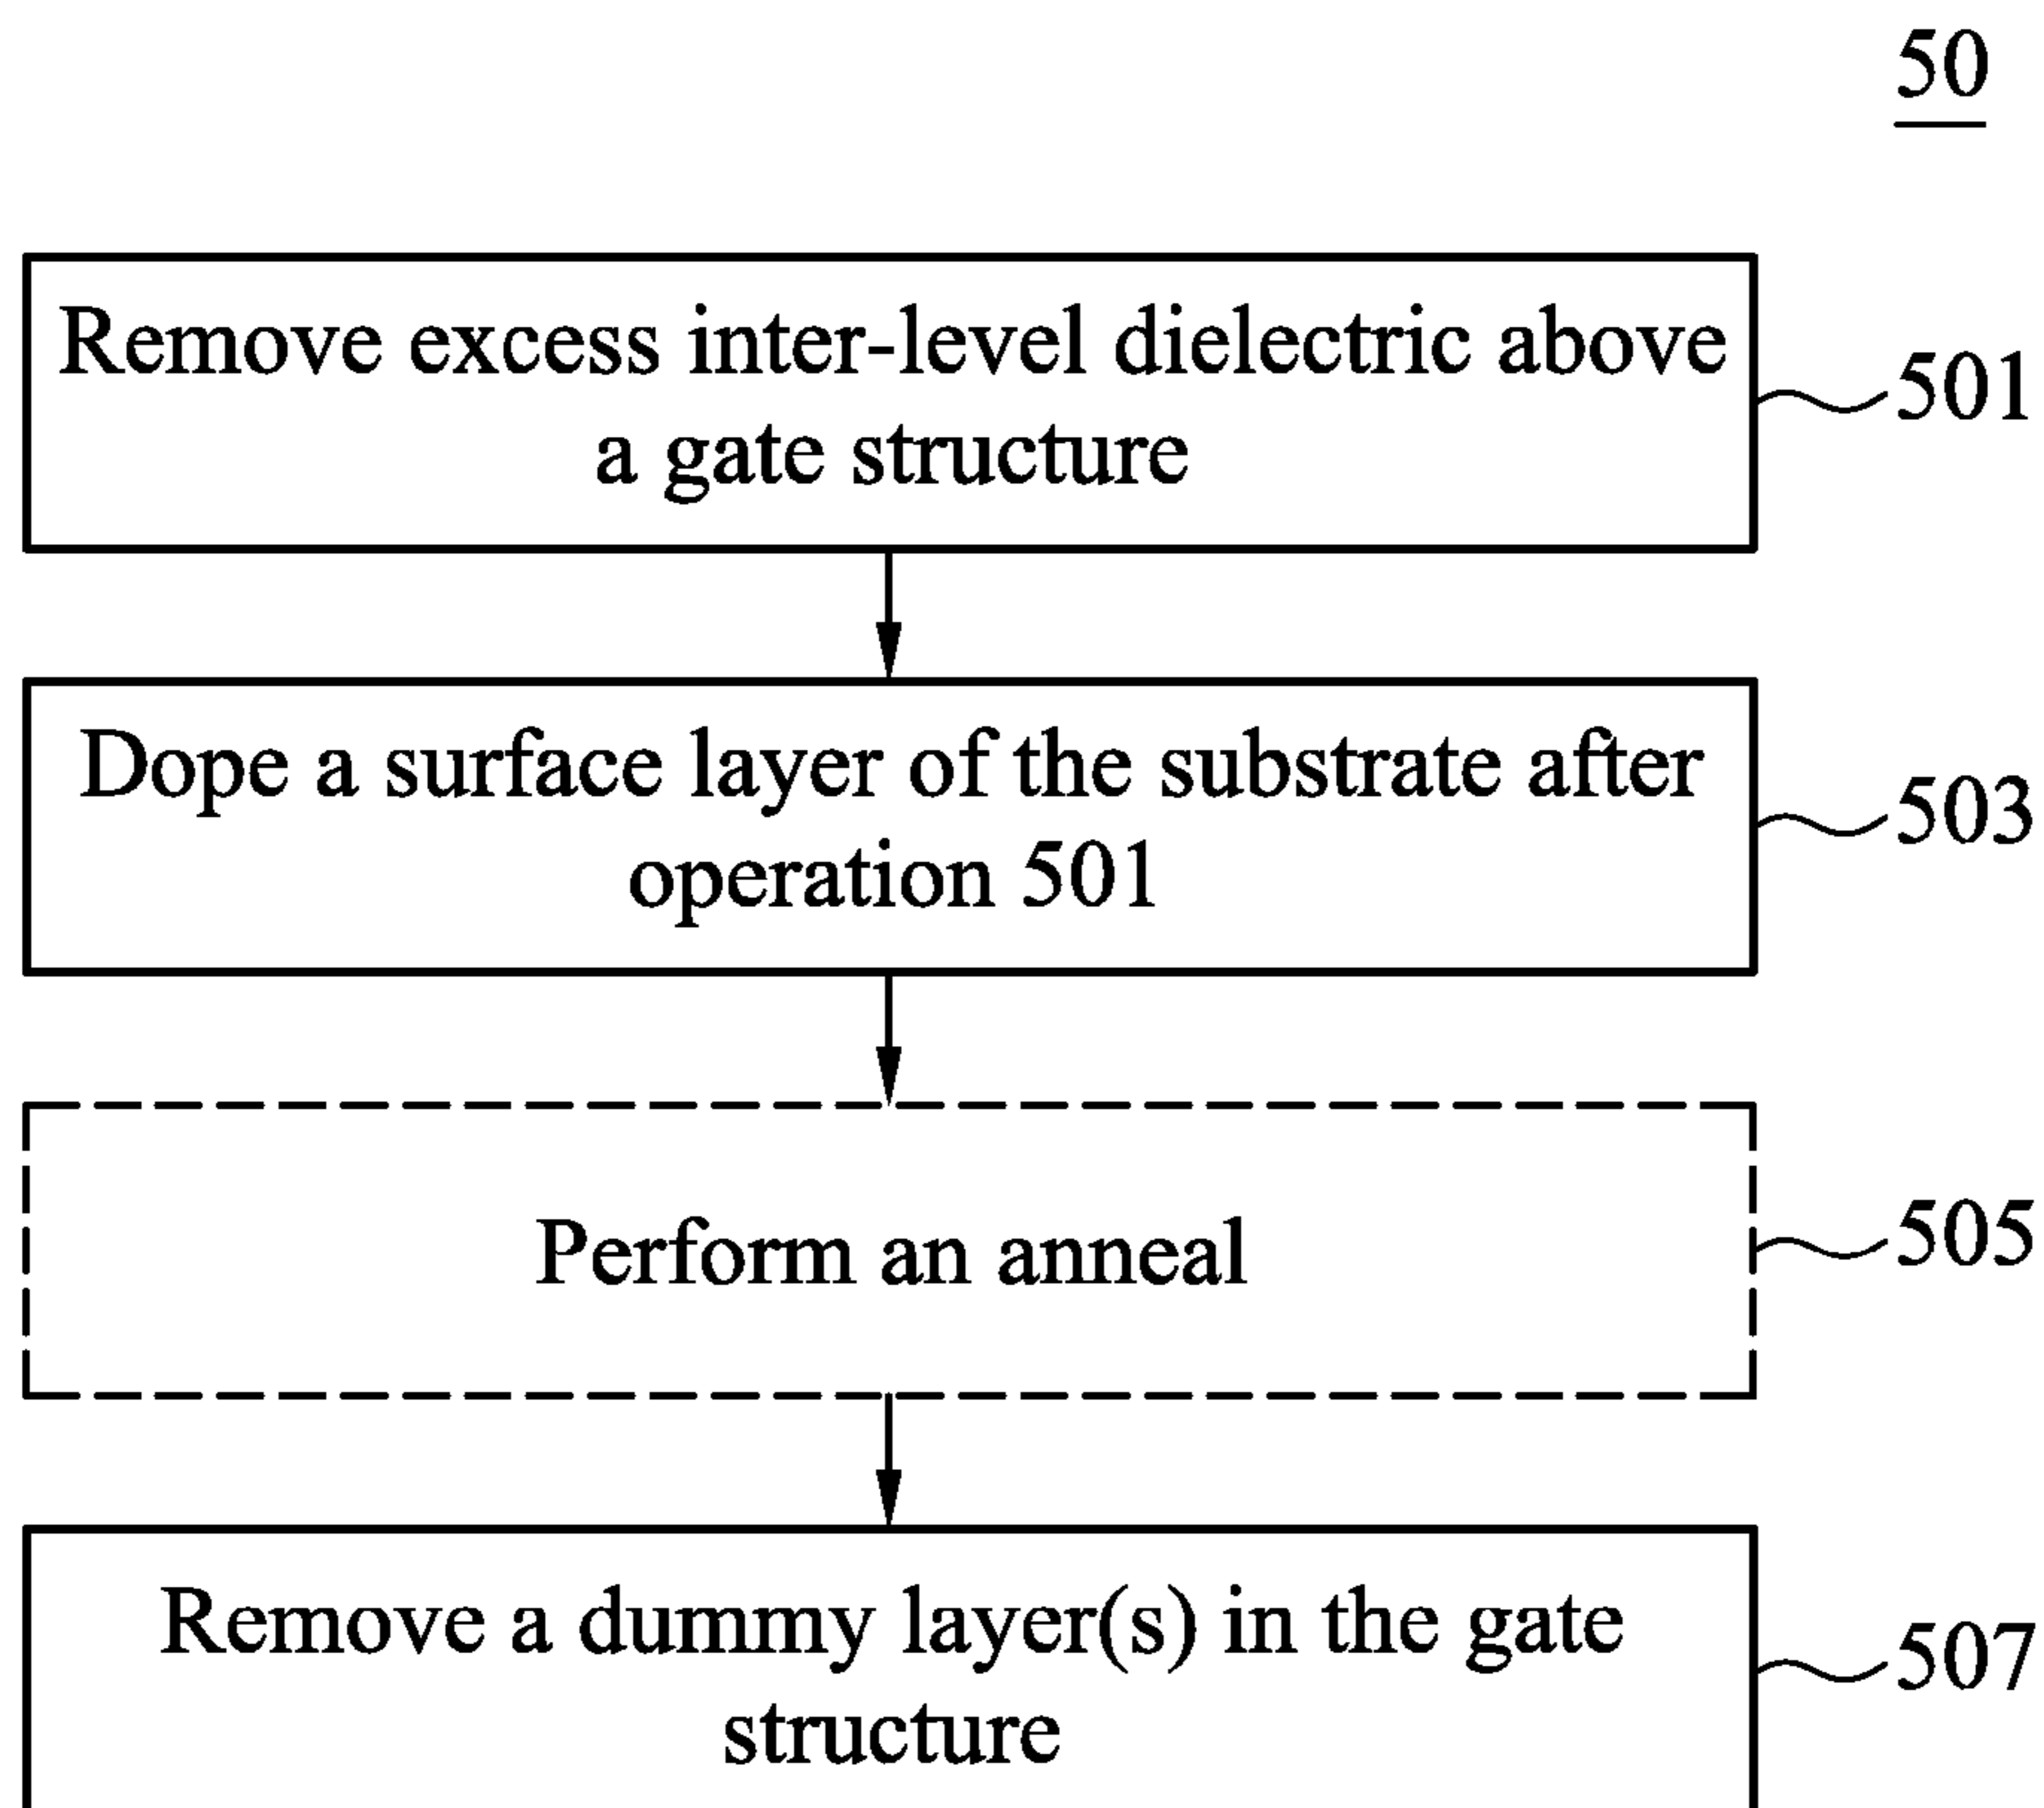 50
Remove excess inter-level dielectric above
a gate structure
501
Dope a surface layer of the substrate after
operation 501
503
Perform an anneal
505
Remove a dummy layer(s) in the gate
structure
507